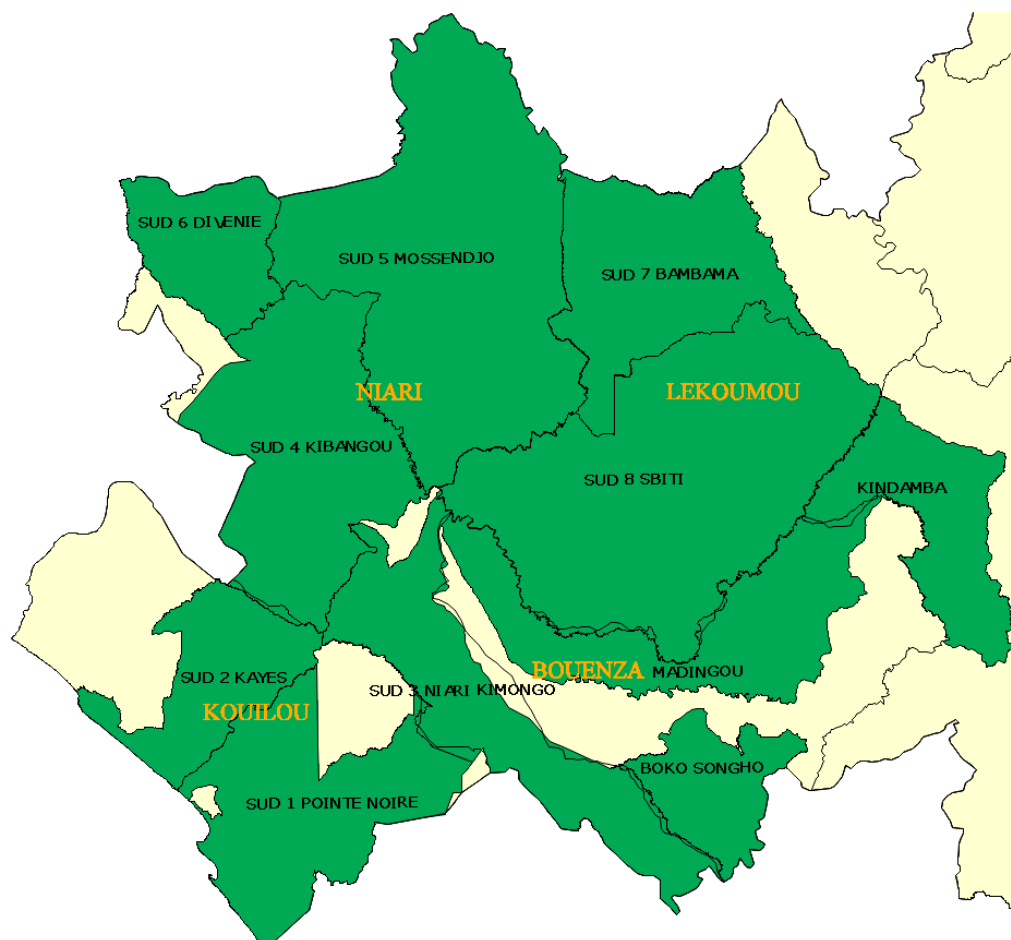 SUD 6 DIVENIE
SUD 5 MOSSENDJO
SUD 7 BAMBAMA
NIARI
LEKOUMOU
SUD 4 KIBANGOU
SUD 8 SBITI
KINDAMBA
BOUENZA
MADINGOU
SUD 2 KAYES
SUD 3 NIARI KIMONGO
KOUILOU
BOKO SONGHO
SUD 1 POINTE NOIRE